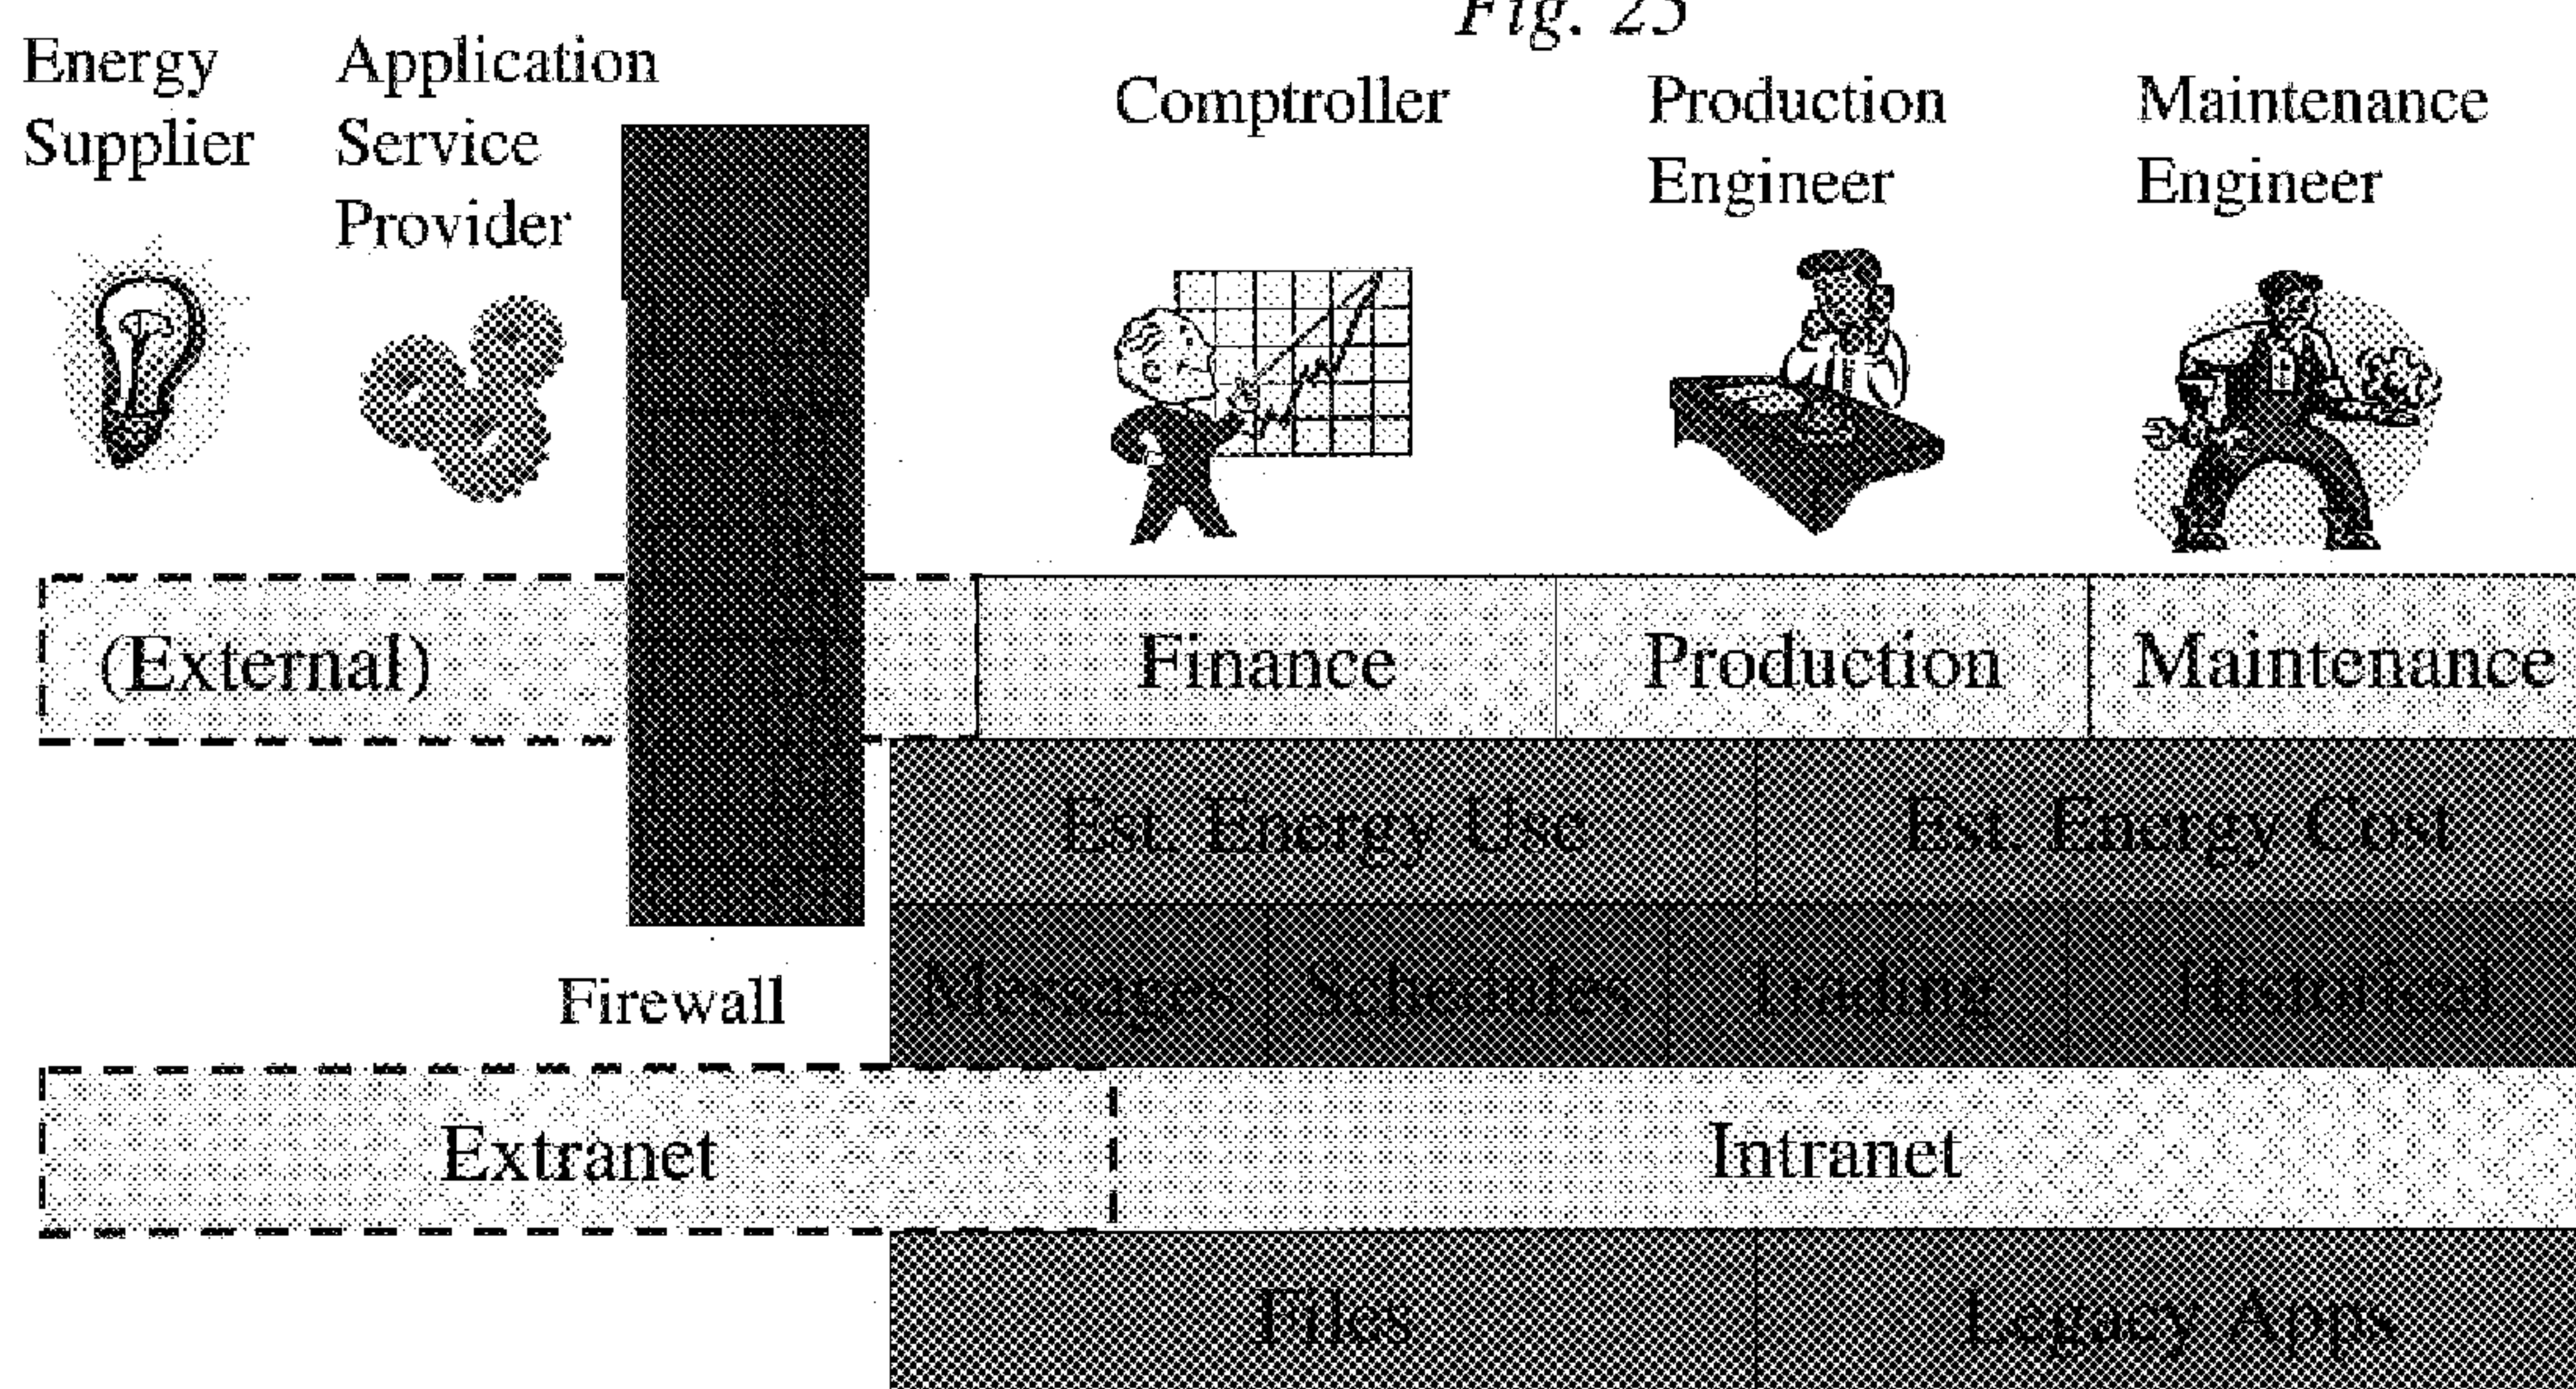 Fig. 25
Energy
Supplier
Application
Service
Provider
Comptroller
Production
Engineer
Maintenance
Engineer
(External)
Finance
Production
Maintenance
Est. Energy Use
Est. Energy Cost
Firewall
Messages
Schedules
Trading
Historical
Extranet
Intranet
Files
Legacy Apps